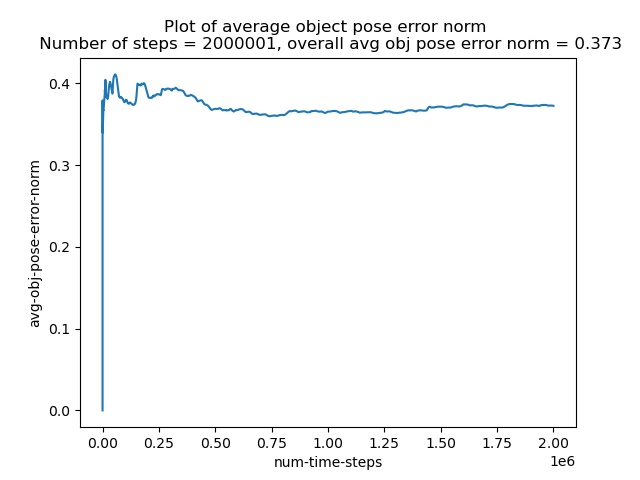 Plot of average object pose error norm
Number of steps = 2000001, overall avg obj pose error norm = 0.373
0.4
0.3
0.2
0.1
0.0
avg-obj-pose-error-norm
0.00 0.25 0.50 0.75 1.00 1.25 1.50 1.75 2.00
1e6
num-time-steps